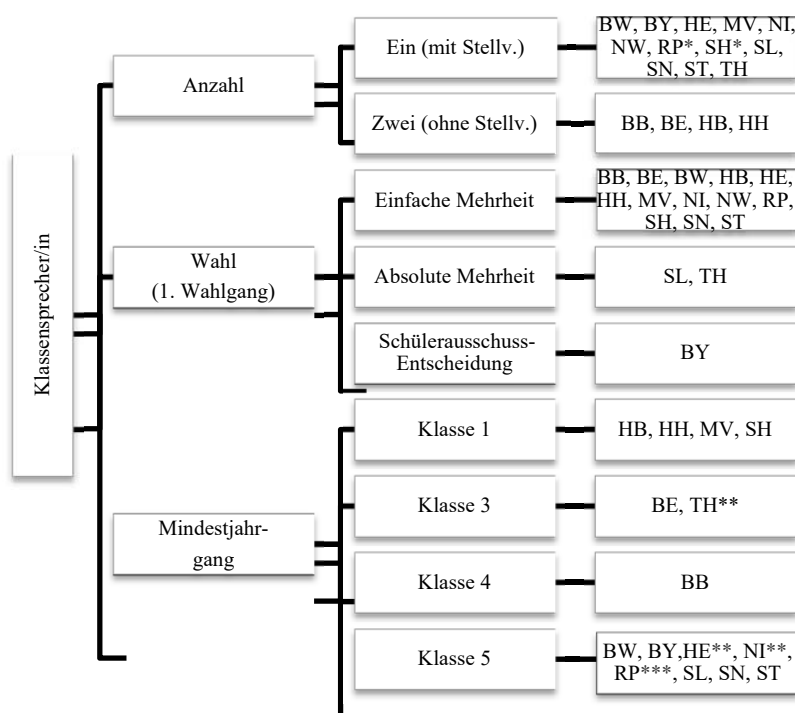 Klassensprecher/in
Anzahl
Ein (mit Stellv.)
BW, BY, HE, MV, NI,
NW, RP*, SH*, SL,
SN, ST, TH
Zwei (ohne Stellv.)
BB, BE, HB, HH
Wahl
(1. Wahlgang)
Einfache Mehrheit
BB, BE, BW, HB, HE,
HH, MV, NI, NW, RP,
SH, SN, ST
Absolute Mehrheit
SL, TH
Schülerausschuss-
Entscheidung
BY
Mindestjahr-
gang
Klasse 1
HB, HH, MV, SH
Klasse 3
BE, TH**
Klasse 4
BB
Klasse 5
BW, BY,HE**, NI**,
RP***, SL, SN, ST